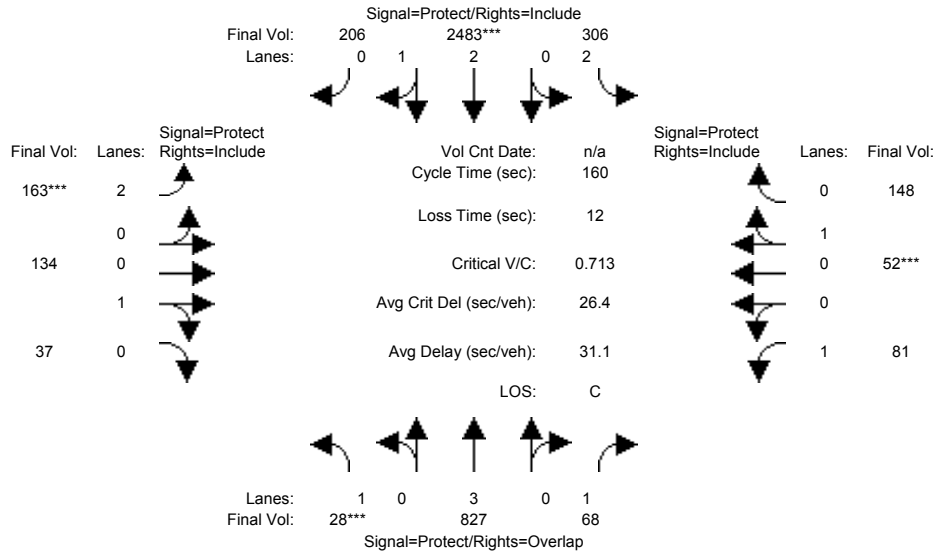 Signal=Protect/Rights=Include
Final Vol: 206 2483*** 306
Lanes: 0 1 2 0 2
Signal=Protect
Final Vol: Lanes: Rights=Include
Vol Cnt Date: n/a
Signal=Protect
Rights=Include Lanes: Final Vol:
Cycle Time (sec): 160
163*** 2
0 148
Loss Time (sec): 12
0
1
134 0
Critical V/C: 0.713
0 52***
1
Avg Crit Del (sec/veh): 26.4
0
37 0
Avg Delay (sec/veh): 31.1
1 81
LOS: C
Lanes: 1 0 3 0 1
Final Vol: 28*** 827 68
Signal=Protect/Rights=Overlap